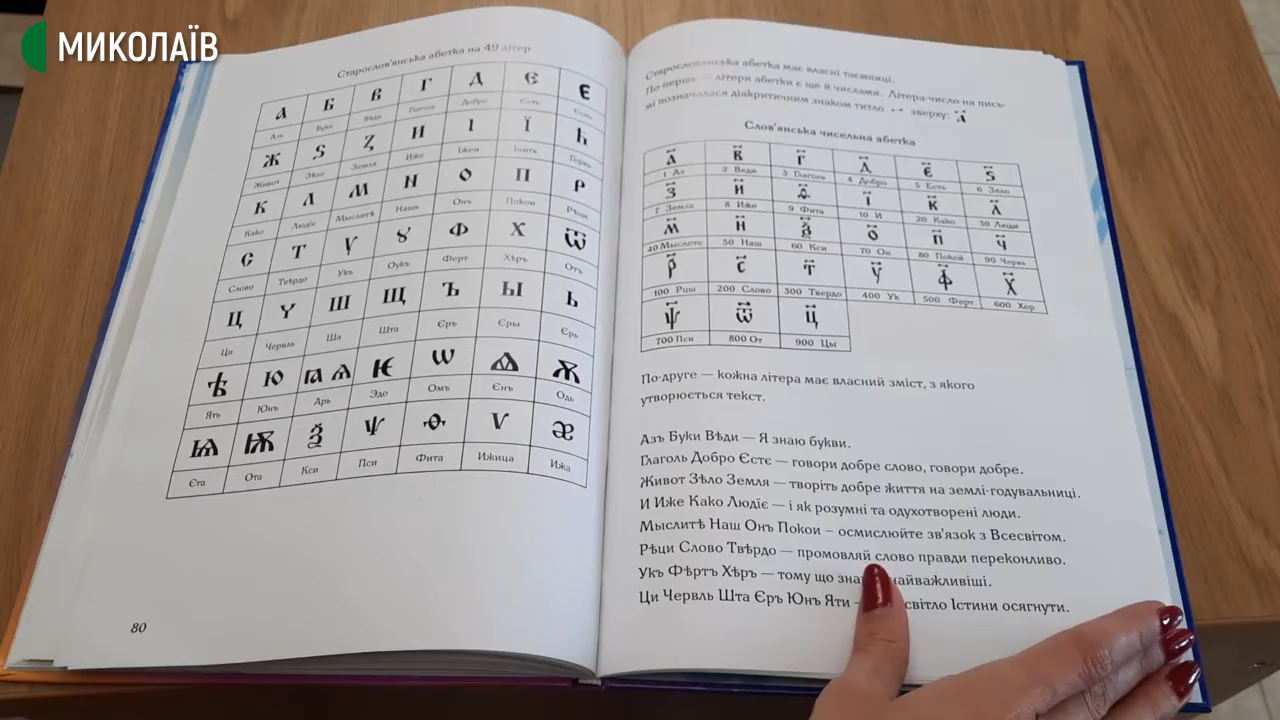 МИКОЛАЇВ
Старослов'янська абетка на 49 літер
А Б В Г Д Є Є
Азъ Буки Вѣди Глаголь Добро Єсть Єсть
Ж Ѕ Ꙁ И І Ї Ћ
Живот Зѣло Земля Иже Іжеи Інить Гервь
К Л М Н О П Р
Како Людіє Мыслитѣ Нашь Онъ Покои Рѣци
С Т Ѵ Ȣ Ф Х Ѿ
Слово Твѣрдо Укъ Оукъ Ферт Хѣръ Отъ
Ц Ч Ш Щ Ъ Ы Ь
Ци Червль Ша Шта Єръ Єры Єрь
Ѣ Ю Ꙗ Ѧ Ѥ Ѡ Ѧ Ѫ
Ять Юнь Арь Эдо Омъ Єнъ Одь
Ѩ Ѭ Ѯ Ѱ Ѳ Ѵ Æ
Єта Ота Кси Пси Фита Ижица Ижа
80
Старослов'янська абетка має власні таємниці.
По-перше — літери абетки є ще й числами. Літера-число на пись-
мі позначалася діакритичним знаком титло зверху: А
Слов'янська чисельна абетка
А В Г Д Є Ѕ
1 Аз 2 Веди 3 Глаголь 4 Добро 5 Есть 6 Зело
З И Ѳ І К Л
7 Земля 8 Ижи 9 Фита 10 И 20 Како 30 Люди
М Н Ѯ О П Ч
40 Мыслете 50 Наш 60 Кси 70 Он 80 Покой 90 Червь
Р С Т Ѵ Ф Х
100 Рцы 200 Слово 300 Твердо 400 Ук 500 Ферт 600 Хер
Ѱ Ѿ Ц
700 Пси 800 От 900 Цы
По-друге — кожна літера має власний зміст, з якого
утворюється текст.
Азъ Буки Вѣди — Я знаю букви.
Глаголь Добро Єстє — говори добре слово, говори добре.
Живот Зѣло Земля — творіть добре життя на землі-годувальниці.
И Иже Како Людїє — і як розумні та одухотворені люди.
Мыслитѣ Наш Онъ Покои – осмислюйте зв'язок з Всесвітом.
Рѣци Слово Твѣрдо — промовляй слово правди переконливо.
Укъ Фѣртъ Хѣръ — тому що найважливіші.
Ци Червль Шта Єръ Юнъ Яти — світло Істини осягнути.